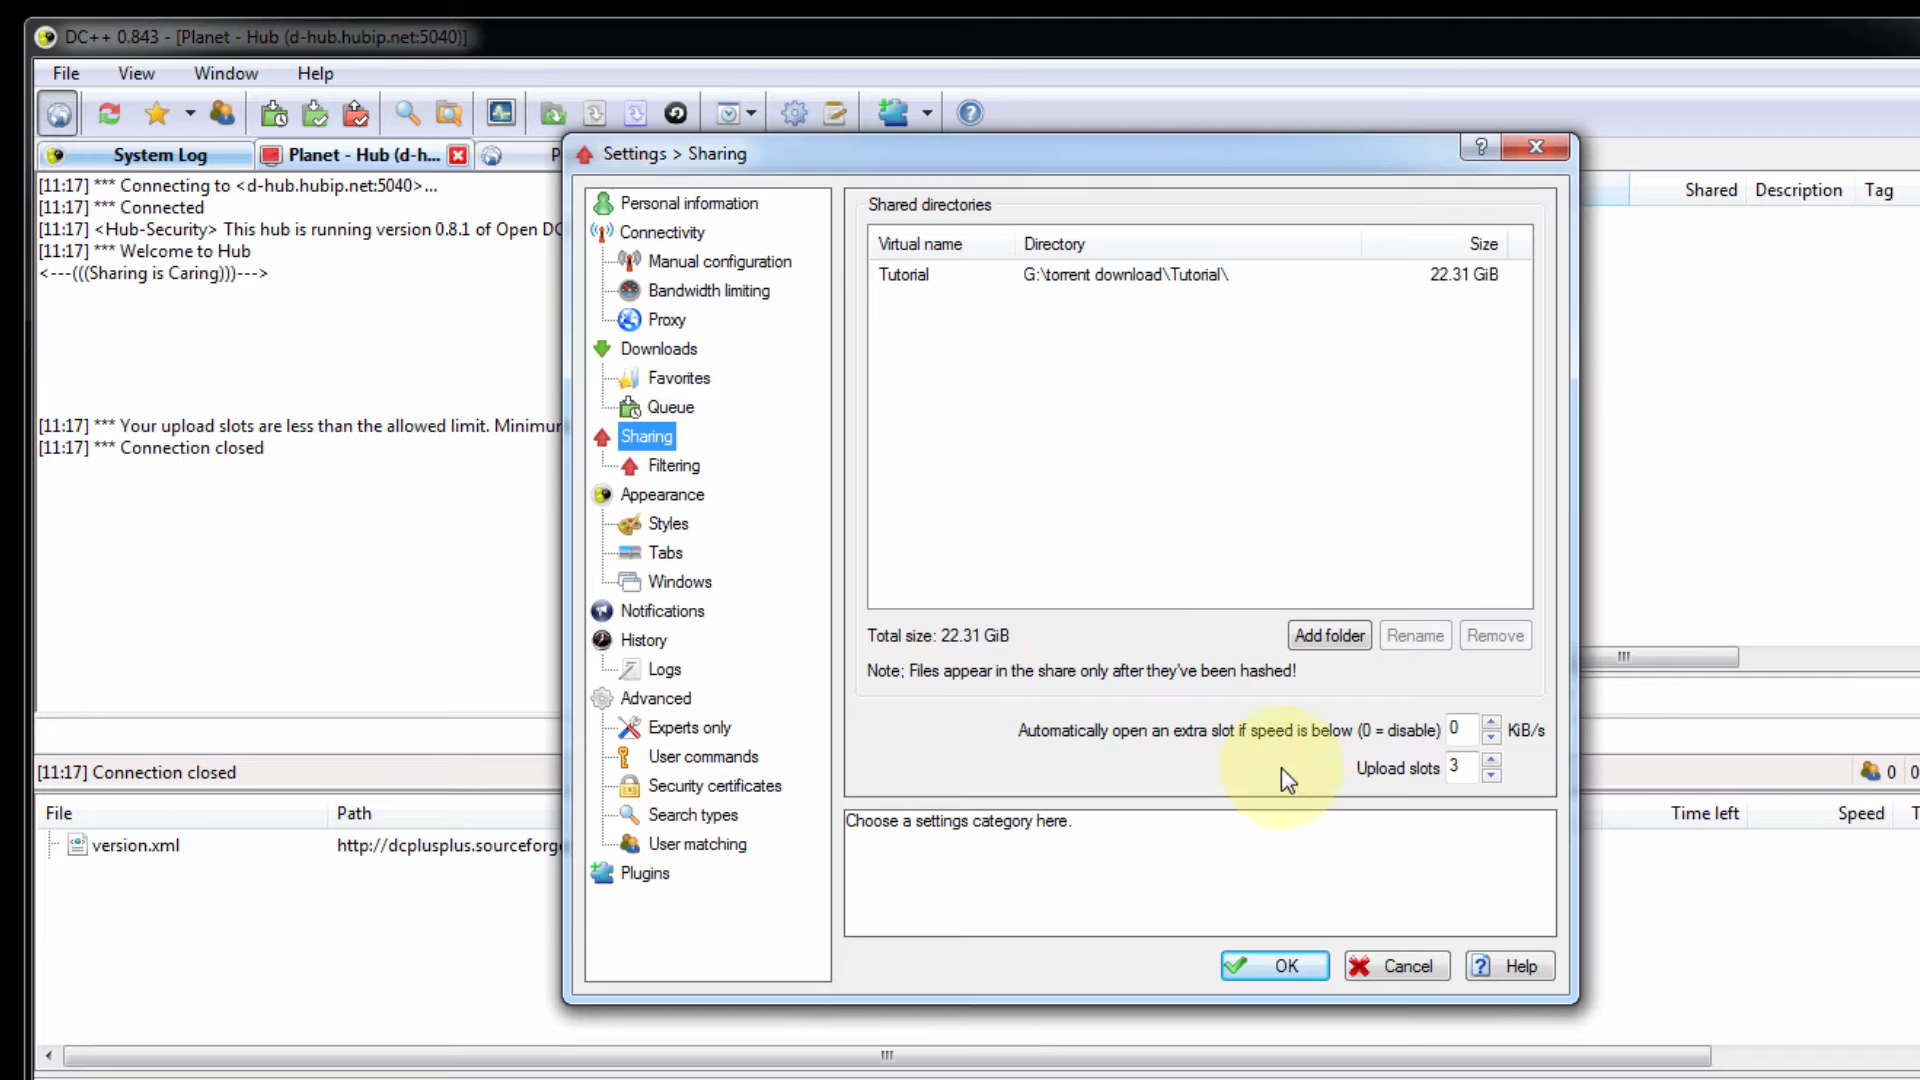 DC++ 0.843 - [Planet - Hub (d-hub.hubip.net:5040)]
File View Window Help
System Log
Planet - Hub (d-h...
P
[11:17] *** Connecting to <d-hub.hubip.net:5040>...
[11:17] *** Connected
[11:17] <Hub-Security> This hub is running version 0.8.1 of Open DC
[11:17] *** Welcome to Hub
<---(((Sharing is Caring)))--->
[11:17] *** Your upload slots are less than the allowed limit. Minimum
[11:17] *** Connection closed
[11:17] Connection closed
File Path
version.xml http://dcplusplus.sourceforge
Settings > Sharing
Personal information
Connectivity
Manual configuration
Bandwidth limiting
Proxy
Downloads
Favorites
Queue
Sharing
Filtering
Appearance
Styles
Tabs
Windows
Notifications
History
Logs
Advanced
Experts only
User commands
Security certificates
Search types
User matching
Plugins
Shared directories
Virtual name Directory Size
Tutorial G:\torrent download\Tutorial\ 22.31 GiB
Total size: 22.31 GiB
Add folder Rename Remove
Note; Files appear in the share only after they've been hashed!
Automatically open an extra slot if speed is below (0 = disable) 0 KiB/s
Upload slots 3
Choose a settings category here.
OK Cancel Help
Shared Description Tag
0 0
Time left Speed T